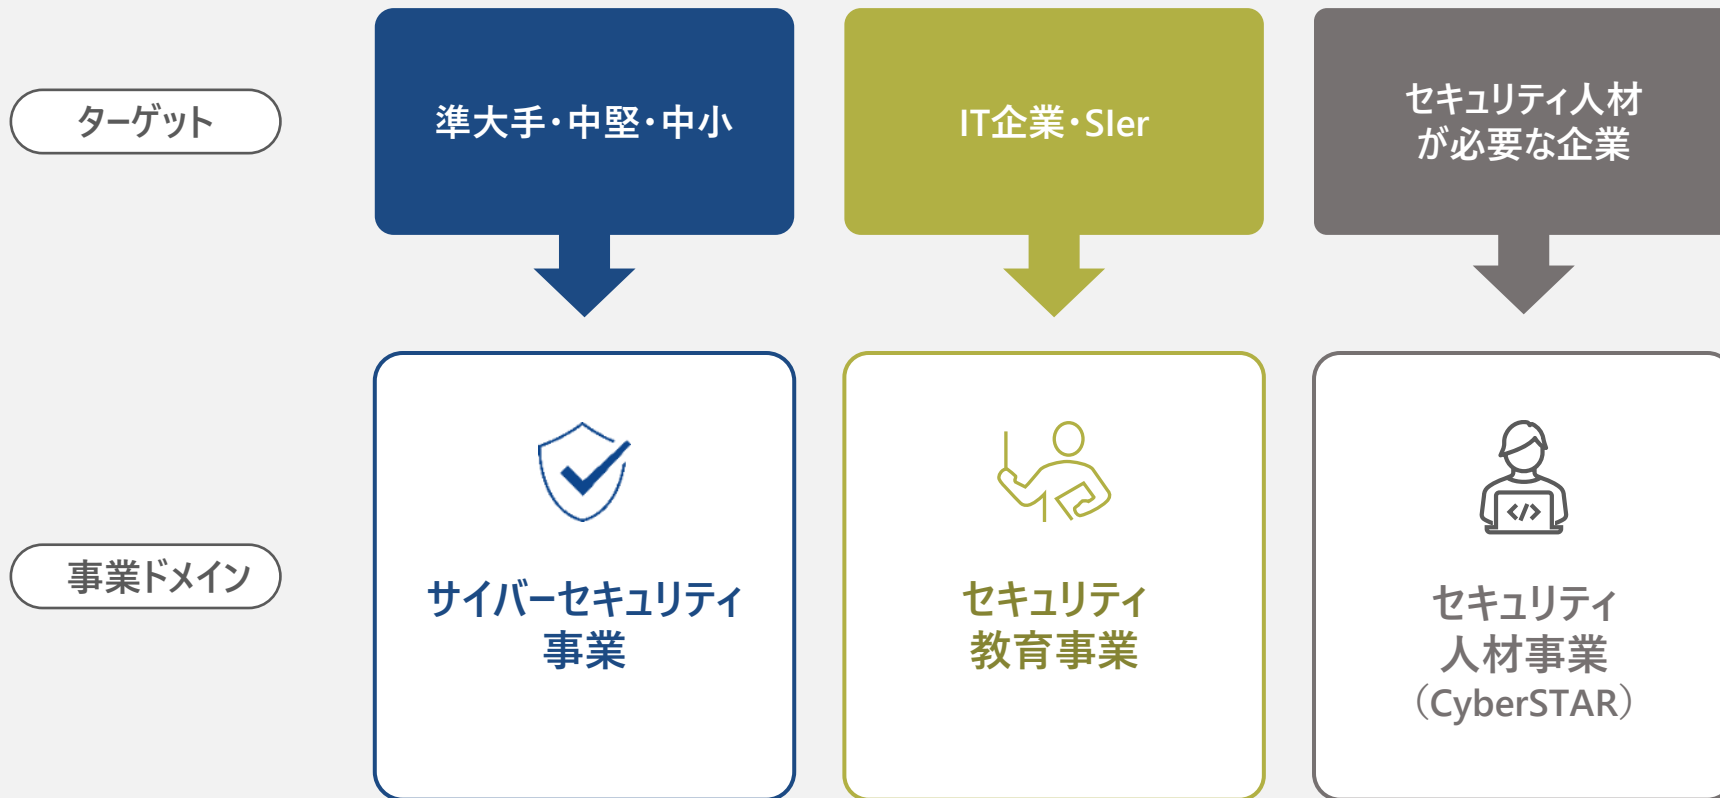 ターゲット
準大手・中堅・中小
IT企業・SIer
セキュリティ人材
が必要な企業
事業ドメイン
サイバーセキュリティ
事業
セキュリティ
教育事業
セキュリティ
人材事業
（CyberSTAR）